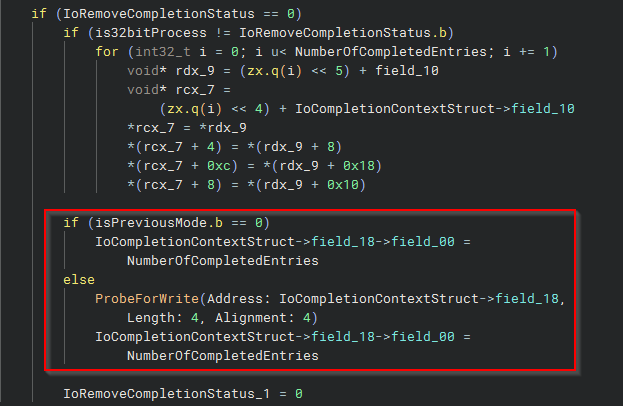 if (IoRemoveCompletionStatus == 0)
if (is32bitProcess != IoRemoveCompletionStatus.b)
for (int32_t i = 0; i u< NumberOfCompletedEntries; i += 1)
void* rdx_9 = (zx.q(i) << 5) + field_10
void* rcx_7 =
(zx.q(i) << 4) + IoCompletionContextStruct->field_10
*rcx_7 = *rdx_9
*(rcx_7 + 4) = *(rdx_9 + 8)
*(rcx_7 + 0xc) = *(rdx_9 + 0x18)
*(rcx_7 + 8) = *(rdx_9 + 0x10)
if (isPreviousMode.b == 0)
IoCompletionContextStruct->field_18->field_00 =
NumberOfCompletedEntries
else
ProbeForWrite(Address: IoCompletionContextStruct->field_18,
Length: 4, Alignment: 4)
IoCompletionContextStruct->field_18->field_00 =
NumberOfCompletedEntries
IoRemoveCompletionStatus_1 = 0